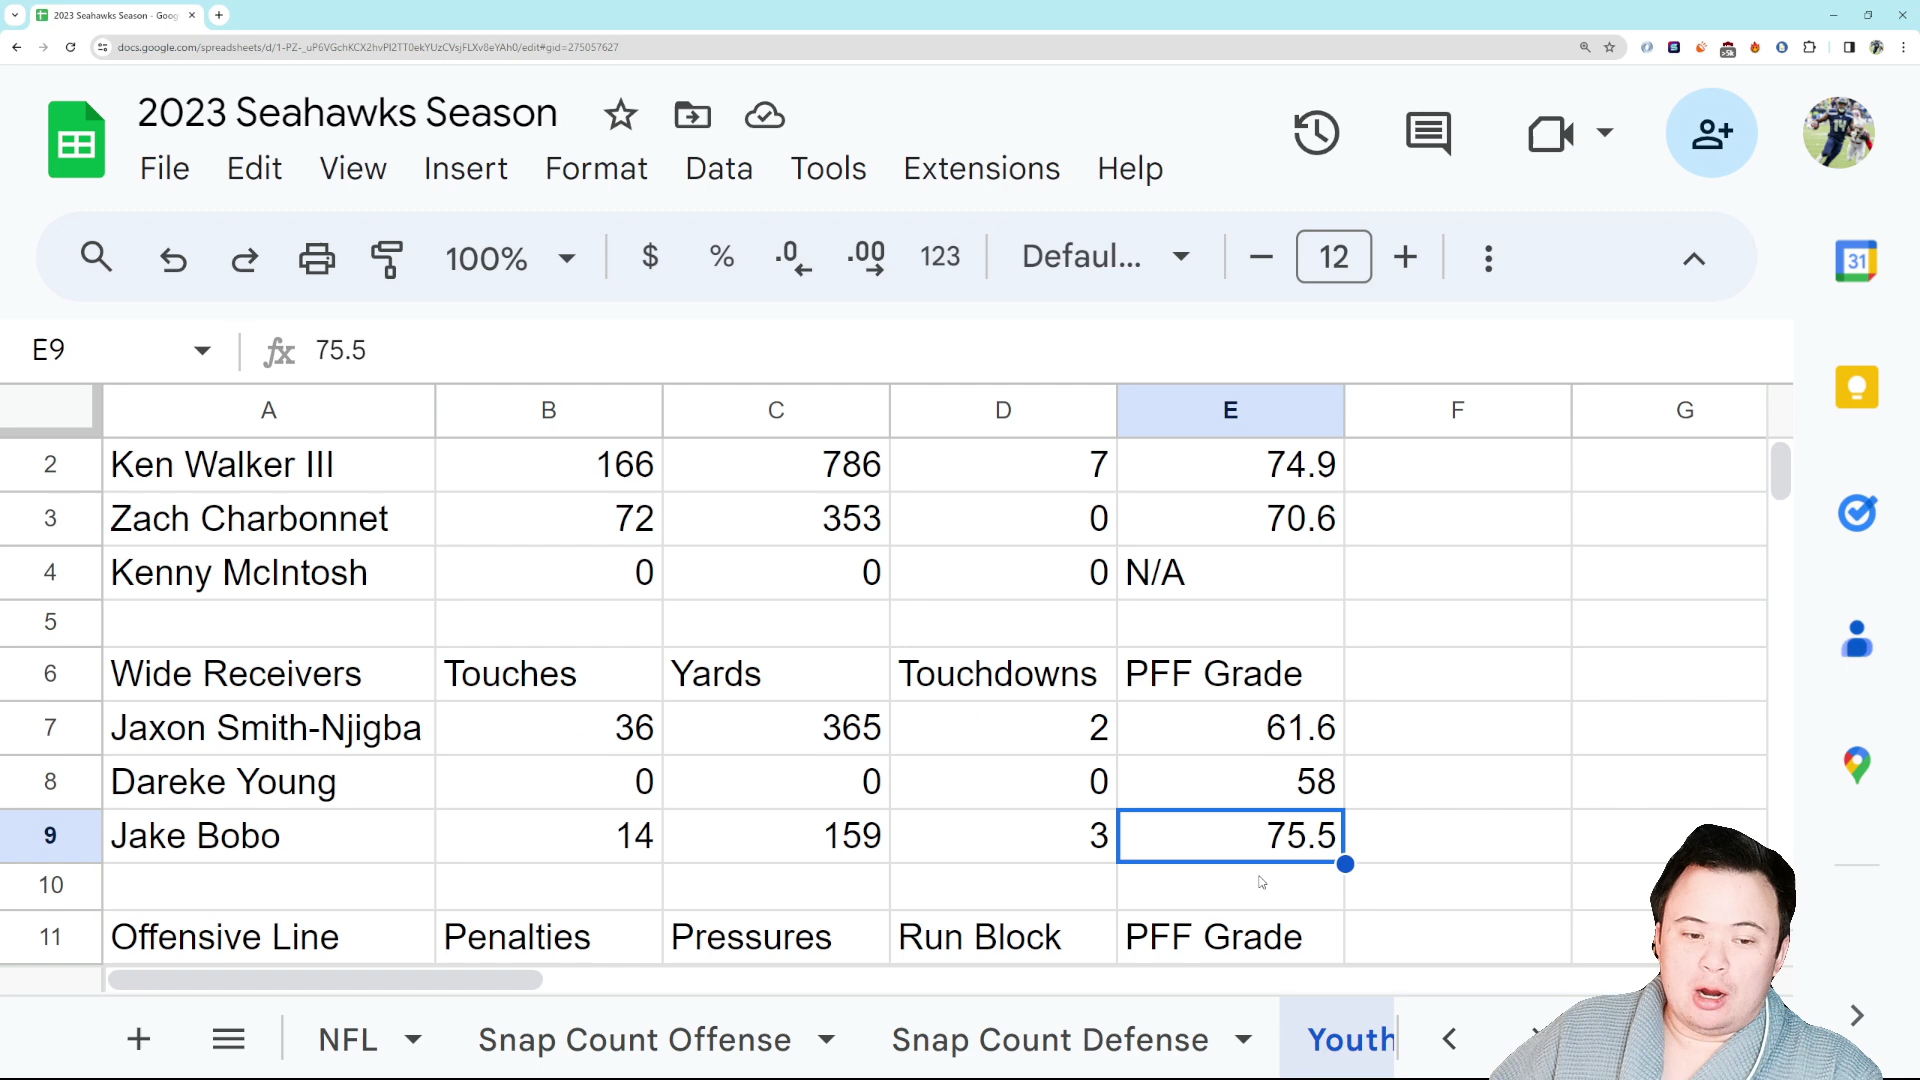 2023 Seahawks Season - Goog
docs.google.com/spreadsheets/d/1-PZ-_uP6VGchKCX2hvPI2TT0ekYUzCVsjFLXv8eYAh0/edit#gid=275057627
>5k
2023 Seahawks Season
File Edit View Insert Format Data Tools Extensions Help
100% $ % .0 .00 123 Defaul... 12
31
E9 fx 75.5
A B C D E F G
2 Ken Walker III 166 786 7 74.9
3 Zach Charbonnet 72 353 0 70.6
4 Kenny McIntosh 0 0 0 N/A
5
6 Wide Receivers Touches Yards Touchdowns PFF Grade
7 Jaxon Smith-Njigba 36 365 2 61.6
8 Dareke Young 0 0 0 58
9 Jake Bobo 14 159 3 75.5
10
11 Offensive Line Penalties Pressures Run Block PFF Grade
NFL Snap Count Offense Snap Count Defense Youth